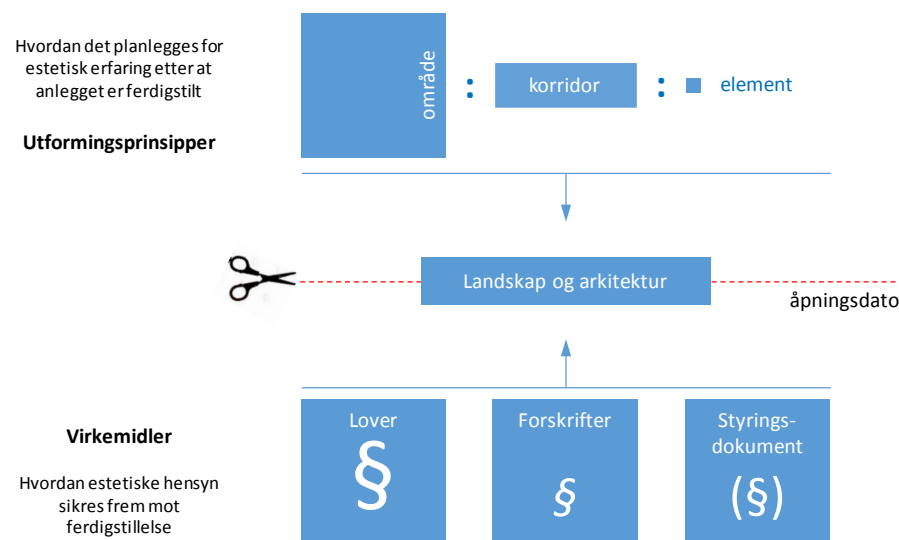 Hvordan det planlegges for
estetisk erfaring etter at
anlegget er ferdigstilt
Utformingsprinsipper
område
:
korridor
:
element
Landskap og arkitektur
åpningsdato
Virkemidler
Hvordan estetiske hensyn
sikres frem mot
ferdigstillelse
Lover
§
Forskrifter
§
Styrings-
dokument
(§)